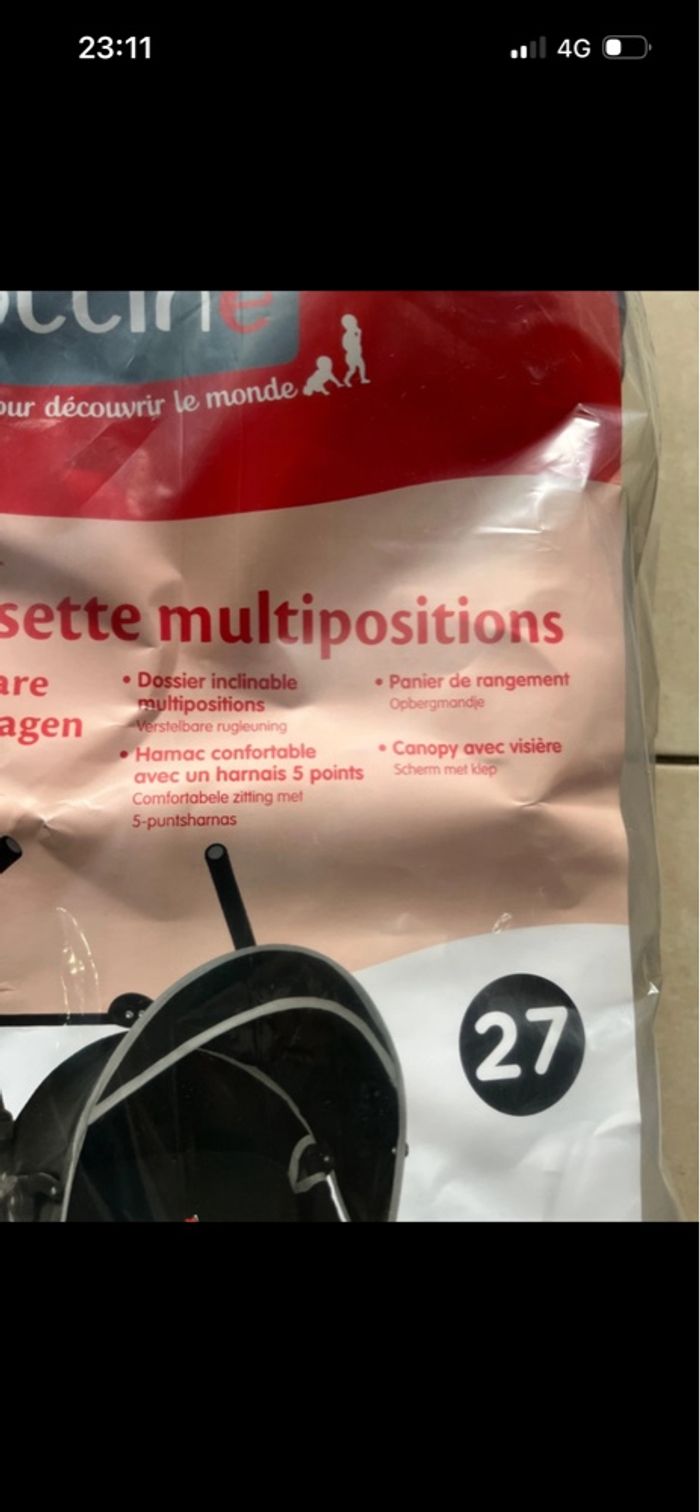 23:11
4G
our découvrir le monde
sette multipositions
are
agen
• Dossier inclinable
multipositions
Verstelbare rugleuning
• Hamac confortable
avec un harnais 5 points
Comfortabele zitting met
5-puntsharnas
• Panier de rangement
Opbergmandje
• Canopy avec visière
Scherm met klep
27